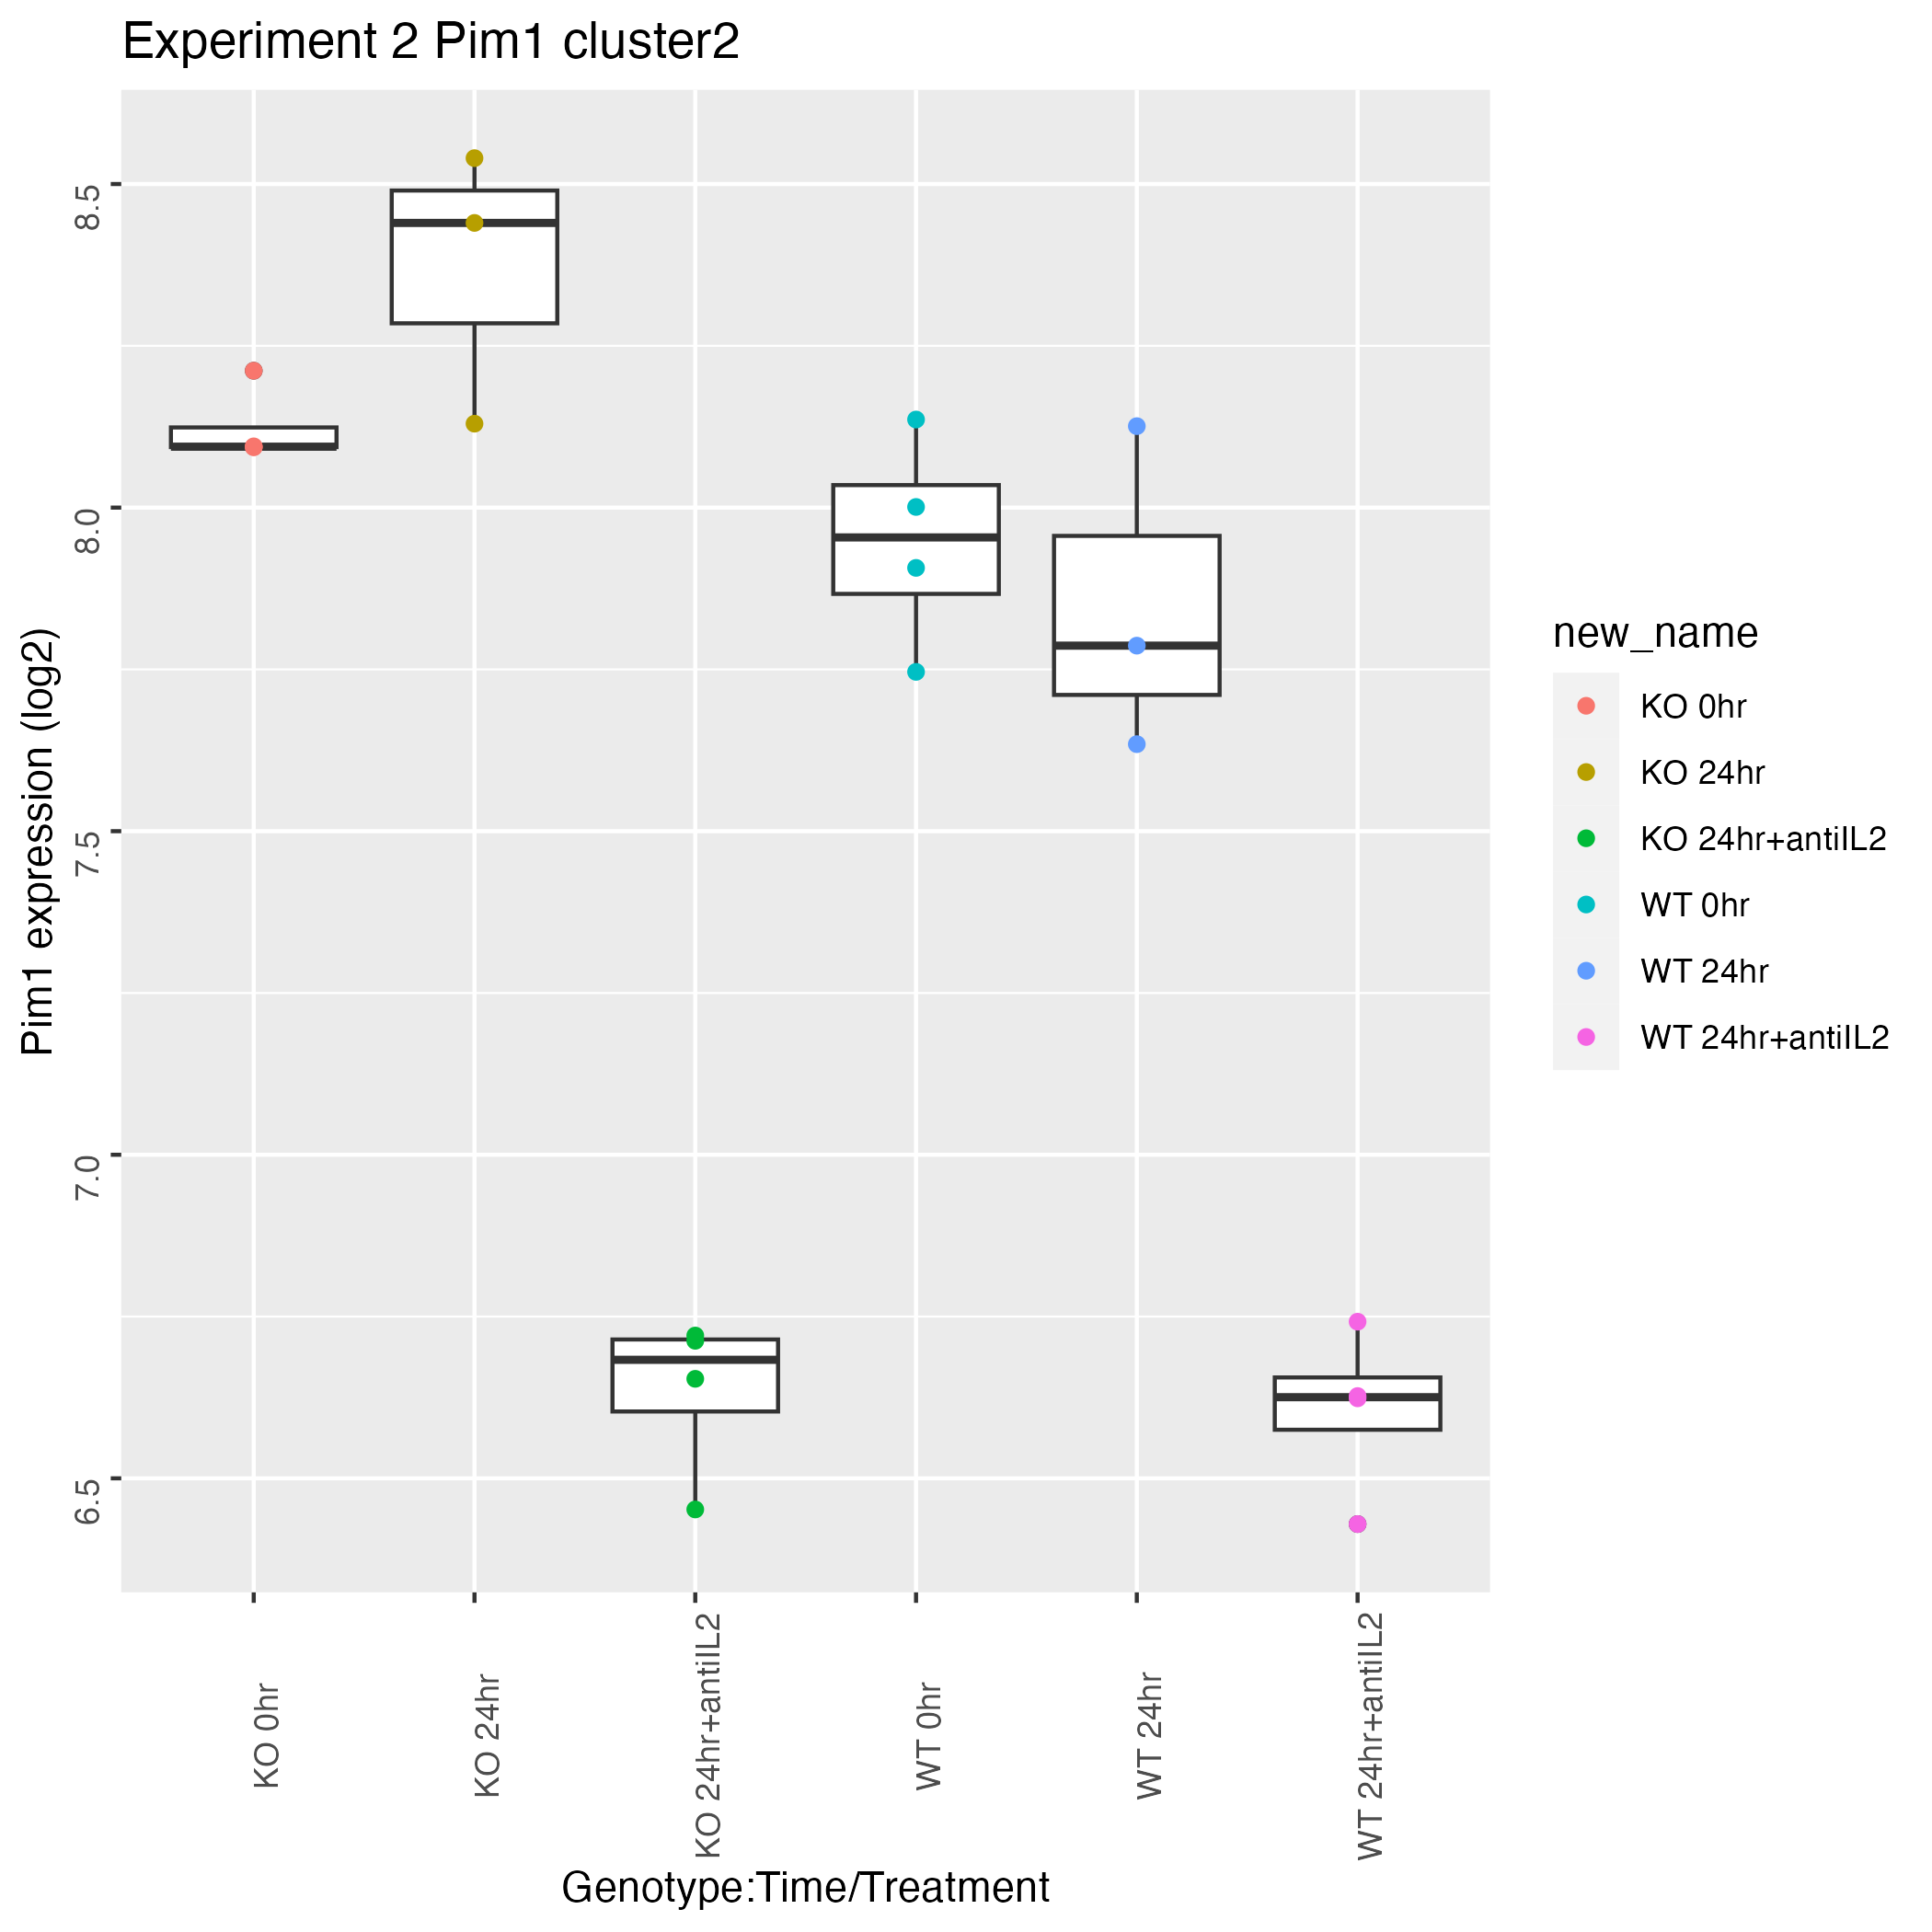 Experiment 2 Pim1 cluster2
Pim1 expression (log2)
8.5
8.0
7.5
7.0
6.5
KO 0hr
KO 24hr
KO 24hr+antiIL2
WT 0hr
WT 24hr
WT 24hr+antiIL2
Genotype:Time/Treatment
new_name
KO 0hr
KO 24hr
KO 24hr+antiIL2
WT 0hr
WT 24hr
WT 24hr+antiIL2